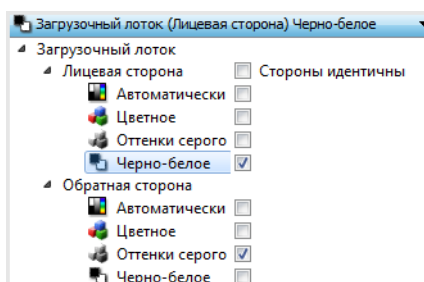 Загрузочный лоток (Лицевая сторона) Черно-белое
Загрузочный лоток
Лицевая сторона Стороны идентичны
Автоматически
Цветное
Оттенки серого
Черно-белое
Обратная сторона
Автоматически
Цветное
Оттенки серого
Черно-белое